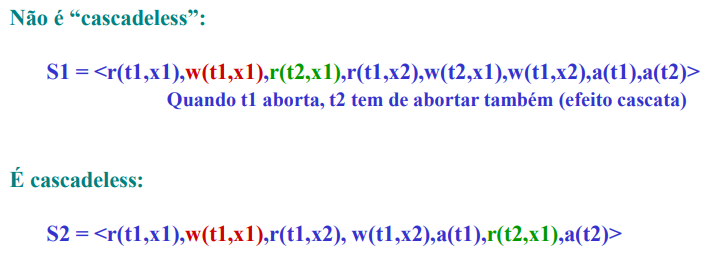 Não é “cascadeless”:
S1 = <r(t1,x1),w(t1,x1),r(t2,x1),r(t1,x2),w(t2,x1),w(t1,x2),a(t1),a(t2)>
Quando t1 aborta, t2 tem de abortar também (efeito cascata)
É cascadeless:
S2 = <r(t1,x1),w(t1,x1),r(t1,x2), w(t1,x2),a(t1),r(t2,x1),a(t2)>